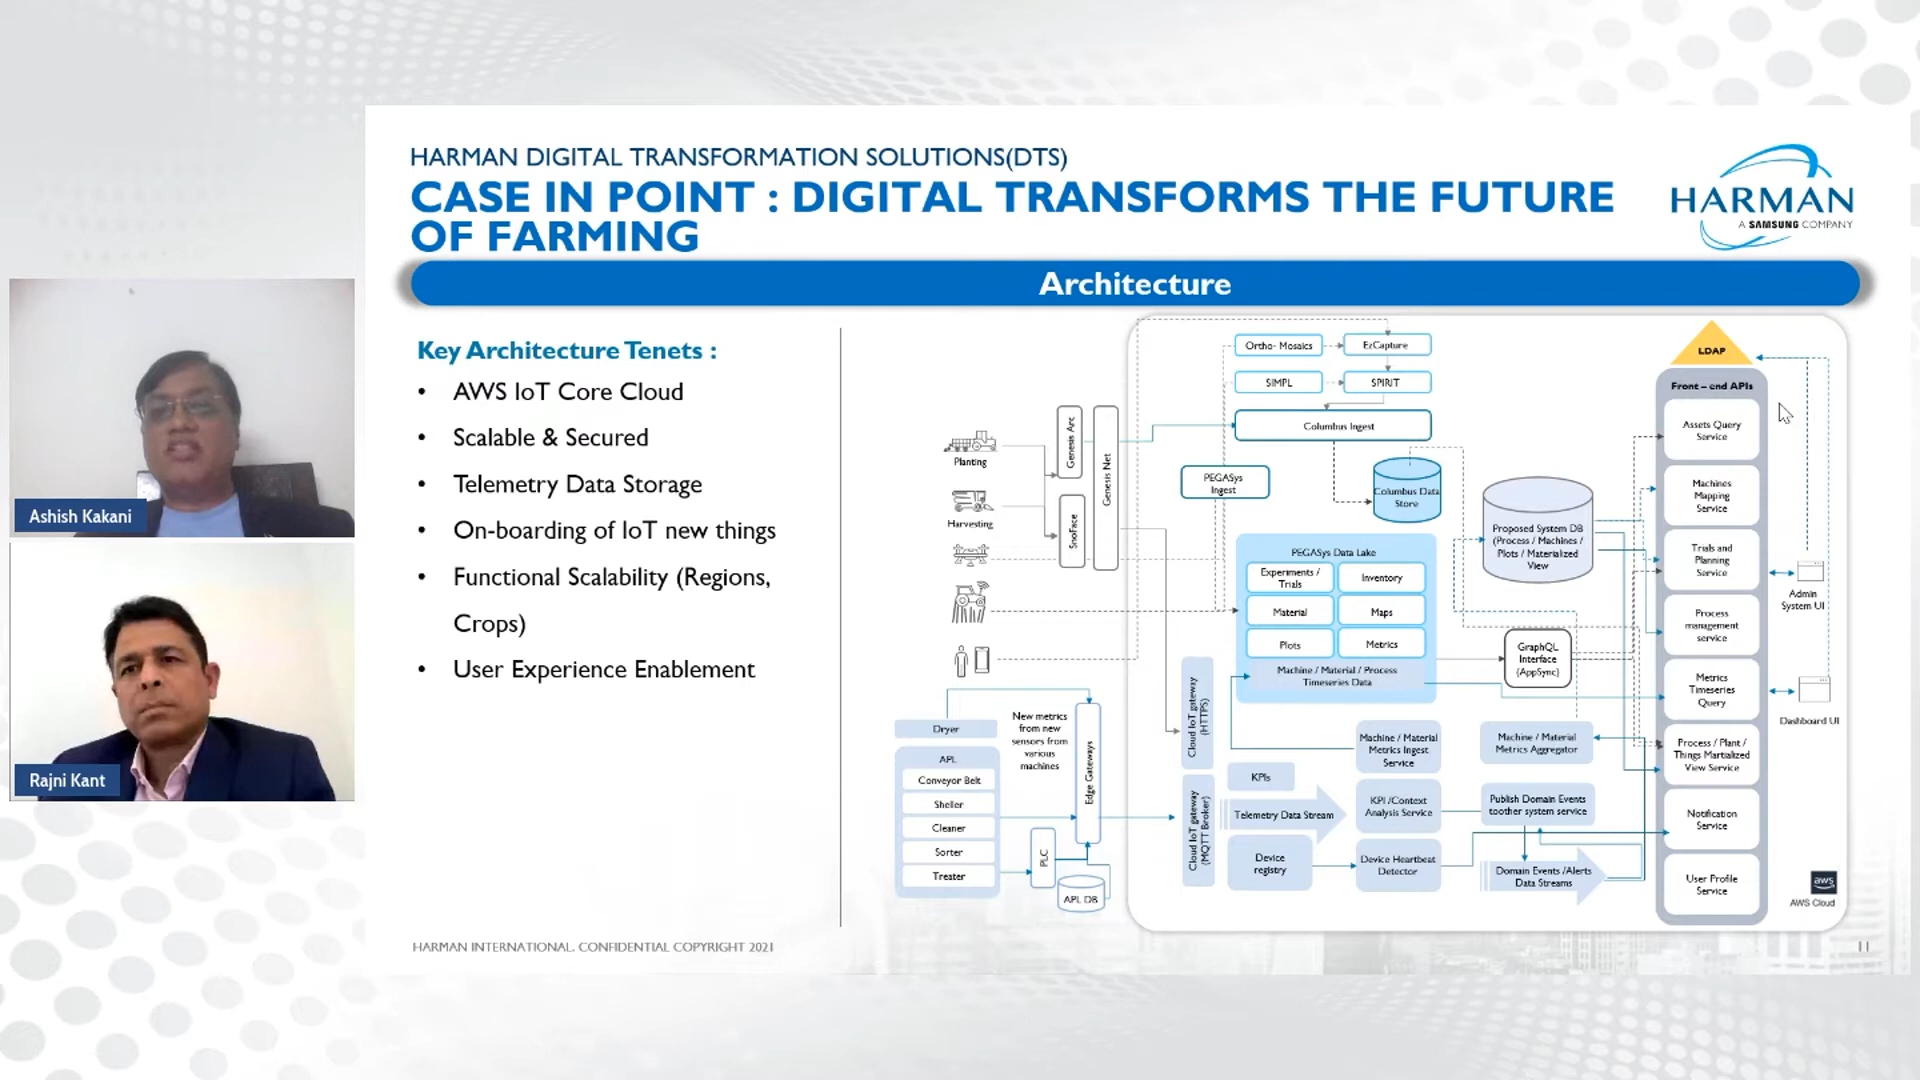 HARMAN DIGITAL TRANSFORMATION SOLUTIONS(DTS)
CASE IN POINT : DIGITAL TRANSFORMS THE FUTURE
OF FARMING
HARMAN
A SAMSUNG COMPANY
Architecture
Ashish Kakani
Rajni Kant
Key Architecture Tenets :
• AWS IoT Core Cloud
• Scalable & Secured
• Telemetry Data Storage
• On-boarding of IoT new things
• Functional Scalability (Regions,
Crops)
• User Experience Enablement
Planting
Harvesting
Genesis Arc
SnoFace
Genesis Net
Dryer
APL
Conveyor Belt
Sheller
Cleaner
Sorter
Treater
New metrics
from new
sensors from
various
machines
Edge Gateways
PLC
APL DB
Ortho- Mosaics
EzCapture
SIMPL
SPIRIT
Columbus Ingest
PEGASys
Ingest
Columbus Data
Store
PEGASys Data Lake
Experiments /
Trials
Inventory
Material
Maps
Plots
Metrics
Machine / Material / Process
Timeseries Data
Cloud IoT gateway
(HTTPS)
Cloud IoT gateway
(MQTT Broker)
KPIs
Telemetry Data Stream
Device
registry
Machine / Material
Metrics Ingest
Service
KPI /Context
Analysis Service
Device Heartbeat
Detector
Proposed System DB
(Process / Machines /
Plots / Materialized
View
GraphQL
Interface
(AppSync)
Machine / Material
Metrics Aggregator
Publish Domain Events
toother system service
Domain Events /Alerts
Data Streams
LDAP
Front – end APIs
Assets Query
Service
Machines
Mapping
Service
Trials and
Planning
Service
Process
management
service
Metrics
Timeseries
Query
Process / Plant /
Things Martialized
View Service
Notification
Service
User Profile
Service
Admin
System UI
Dashboard UI
aws
AWS Cloud
HARMAN INTERNATIONAL. CONFIDENTIAL COPYRIGHT 2021
11